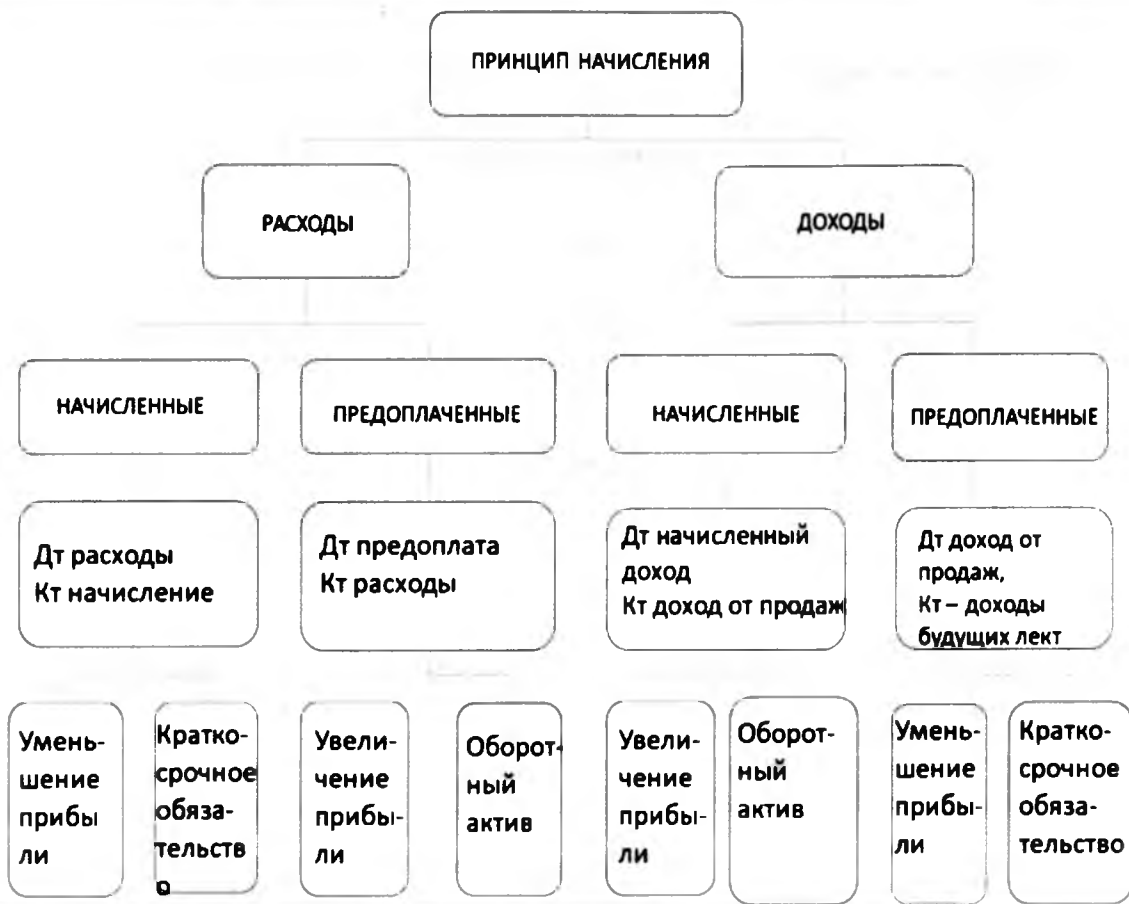 ПРИНЦИП НАЧИСЛЕНИЯ
РАСХОДЫ
ДОХОДЫ
НАЧИСЛЕННЫЕ
ПРЕДОПЛАЧЕННЫЕ
НАЧИСЛЕННЫЕ
ПРЕДОПЛАЧЕННЫЕ
Дт расходы
Кт начисление
Дт предоплата
Кт расходы
Дт начисленный
доход
Кт доход от продаж
Дт доход от
продаж,
Кт – доходы
будущих лект
Умень-
шение
прибы
ли
Кратко-
срочное
обяза-
тельств
о
Увели-
чение
прибы-
ли
Оборот-
ный
актив
Увели-
чение
прибы-
ли
Оборот-
ный
актив
Умень-
шение
прибы-
ли
Кратко-
срочное
обяза-
тельство